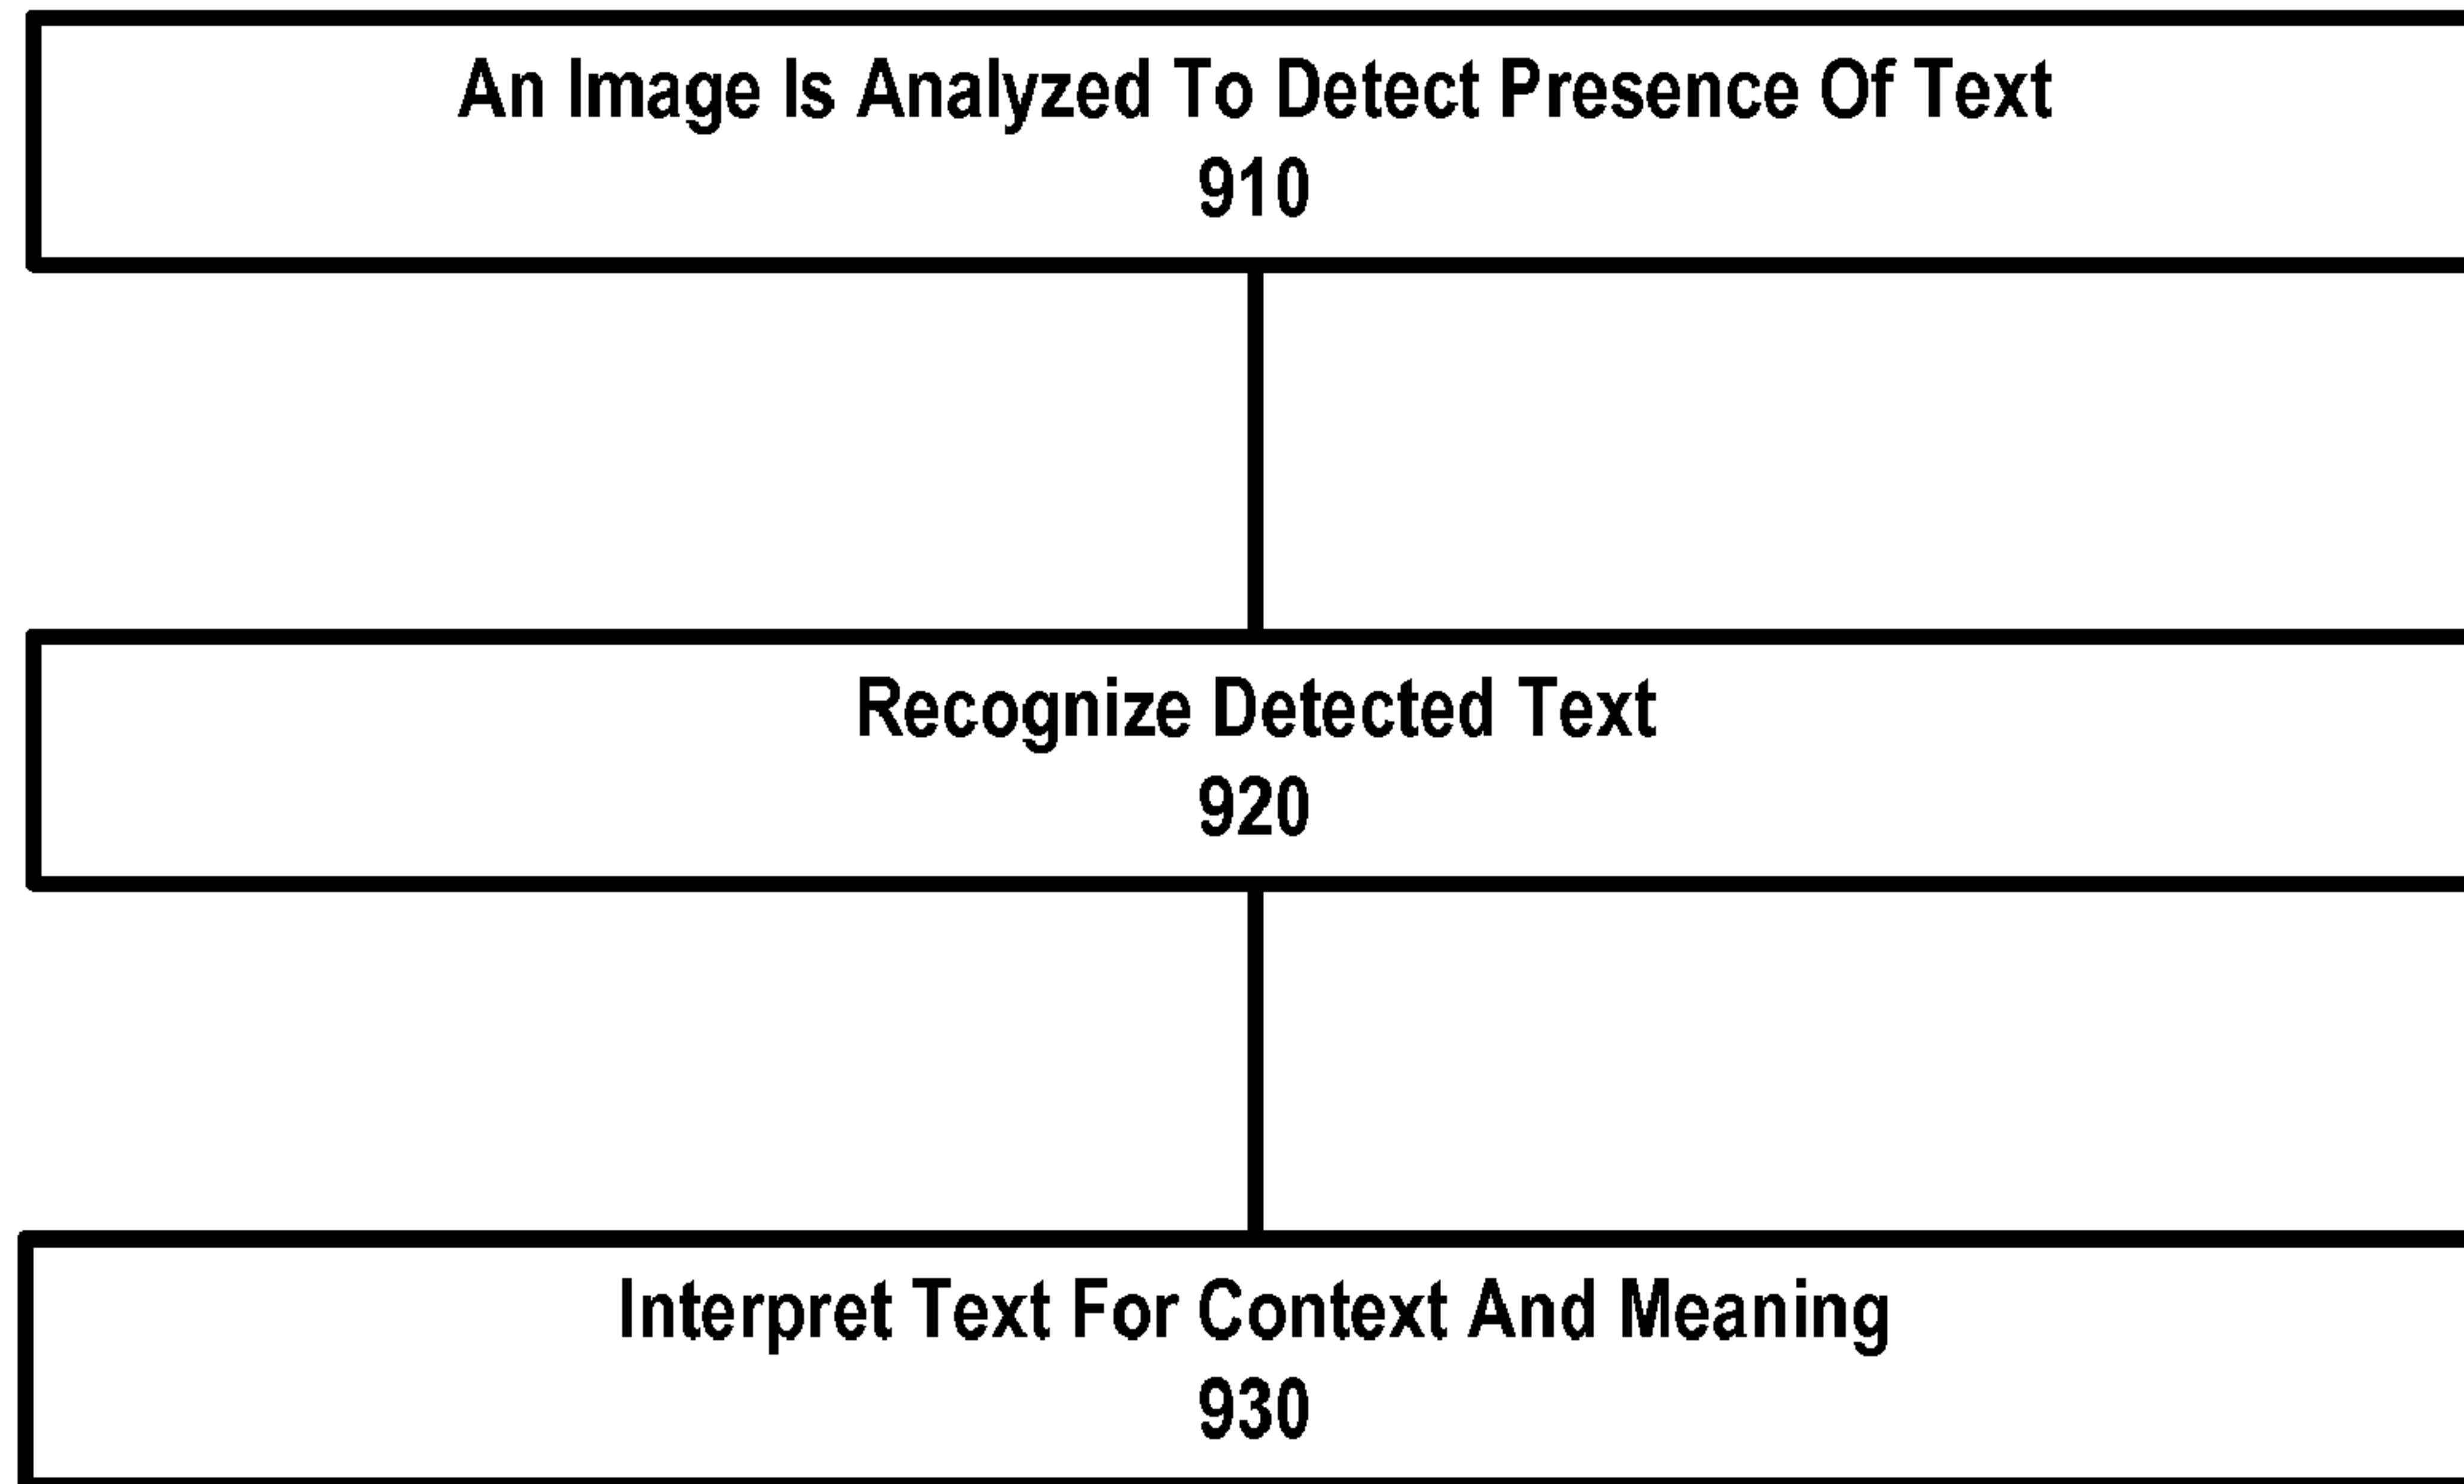 An Image Is Analyzed To Detect Presence Of Text
910
Recognize Detected Text
920
Interpret Text For Context And Meaning
930